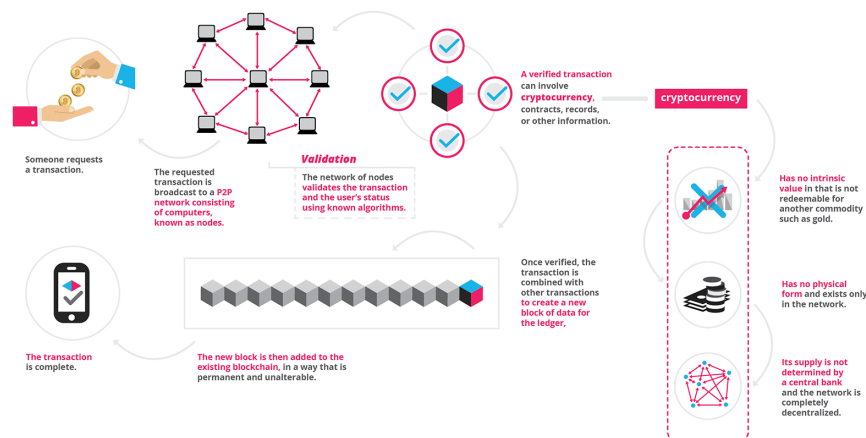 Someone requests
a transaction.
The requested
transaction is
broadcast to a P2P
network consisting
of computers,
known as nodes.
Validation
The network of nodes
validates the transaction
and the user's status
using known algorithms.
A verified transaction
can involve
cryptocurrency,
contracts, records,
or other information.
cryptocurrency
Has no intrinsic
value in that is not
redeemable for
another commodity
such as gold.
Has no physical
form and exists only
in the network.
Its supply is not
determined by
a central bank
and the network is
completely
decentralized.
Once verified, the
transaction is
combined with
other transactions
to create a new
block of data for
the ledger,
The new block is then added to the
existing blockchain, in a way that is
permanent and unalterable.
The transaction
is complete.